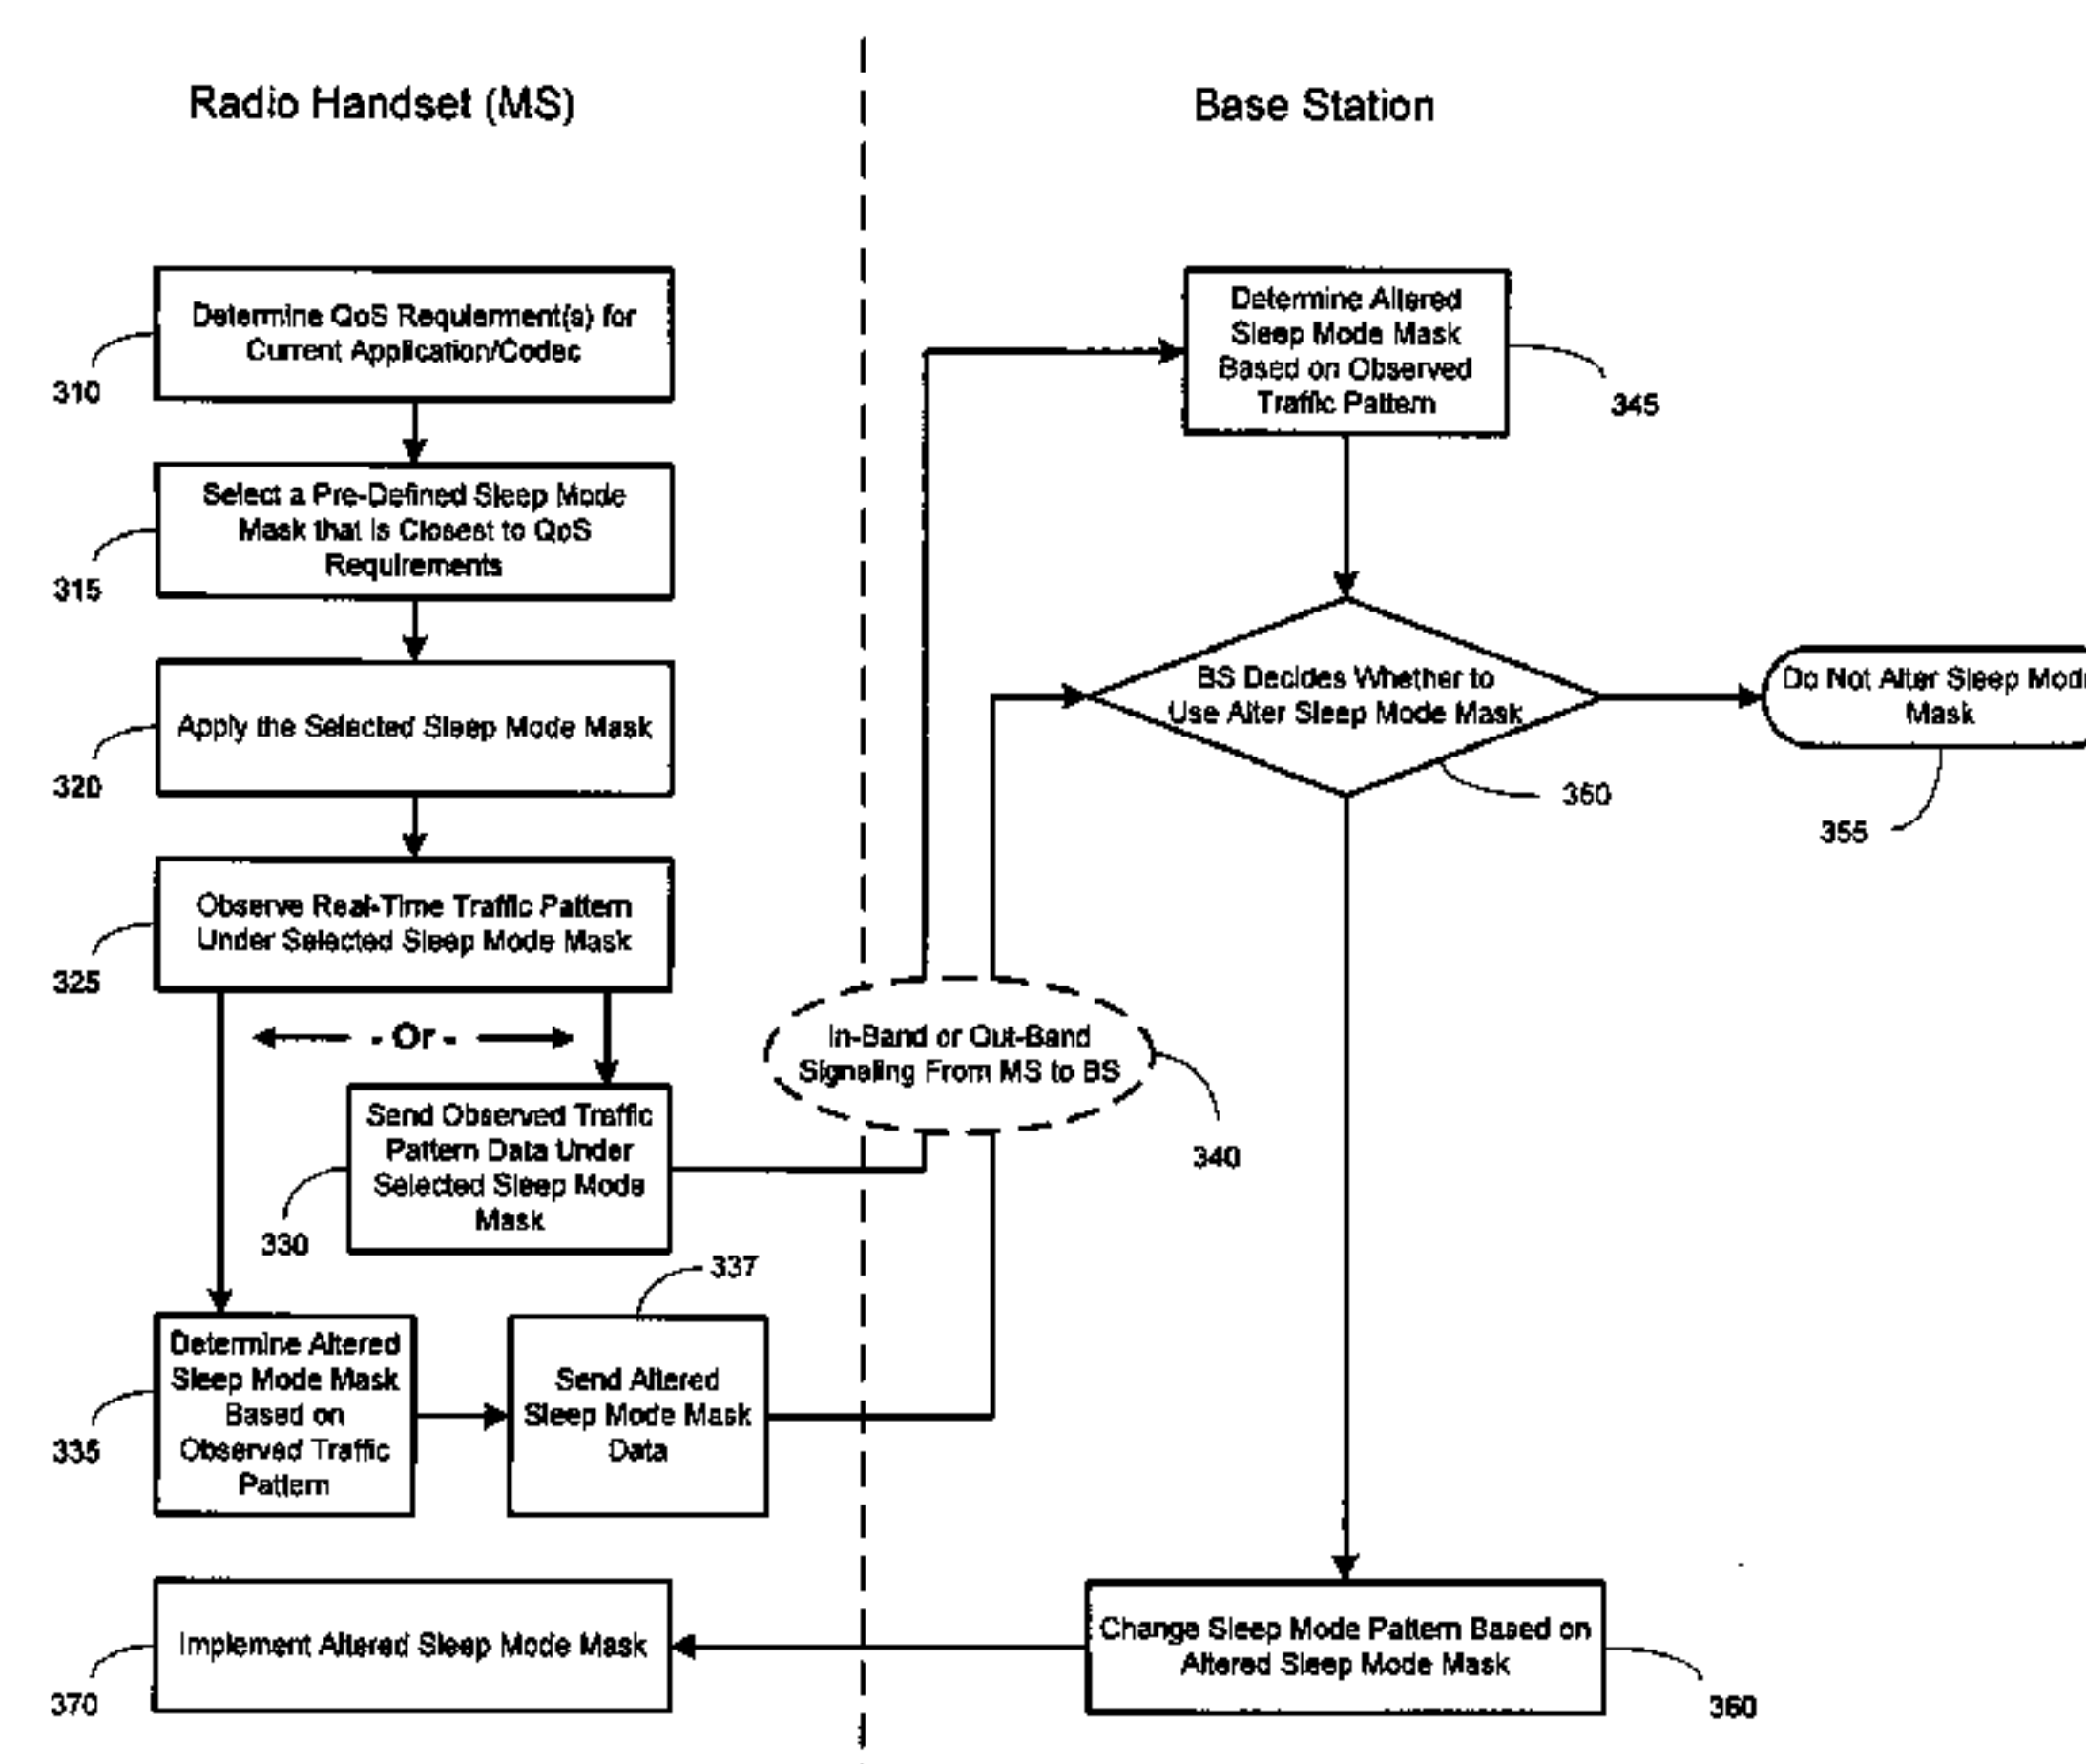 Radio Handset (MS)
Base Station
Determine QoS Requierment(s) for
Current Application/Codec
310
Select a Pre-Defined Sleep Mode
Mask that is Closest to QoS
Requirements
315
Apply the Selected Sleep Mode Mask
320
Observe Real-Time Traffic Pattern
Under Selected Sleep Mode Mask
325
- Or -
Send Observed Traffic
Pattern Data Under
Selected Sleep Mode
Mask
330
337
Determine Altered
Sleep Mode Mask
Based on
Observed Traffic
Pattern
335
Send Altered
Sleep Mode Mask
Data
In-Band or Out-Band
Signaling From MS to BS
340
Determine Altered
Sleep Mode Mask
Based on Observed
Traffic Pattern
345
BS Decides Whether to
Use Alter Sleep Mode Mask
350
Do Not Alter Sleep Mode
Mask
355
Change Sleep Mode Pattern Based on
Altered Sleep Mode Mask
360
Implement Altered Sleep Mode Mask
370